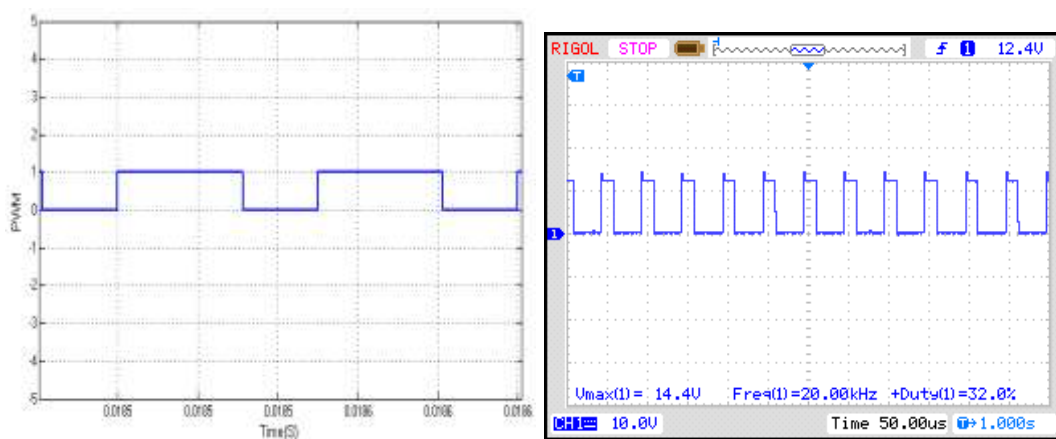 5
4
3
2
1
0
-1
-2
-3
-4
-5
PWM
0.0185 0.0185 0.0185 0.0186 0.0186 0.0186
Time(S)
RIGOL STOP f 1 12.4V
T
1
Vmax(1)= 14.4V Freq(1)=20.00kHz +Duty(1)=32.0%
CH1 10.0V Time 50.00us T→1.000s